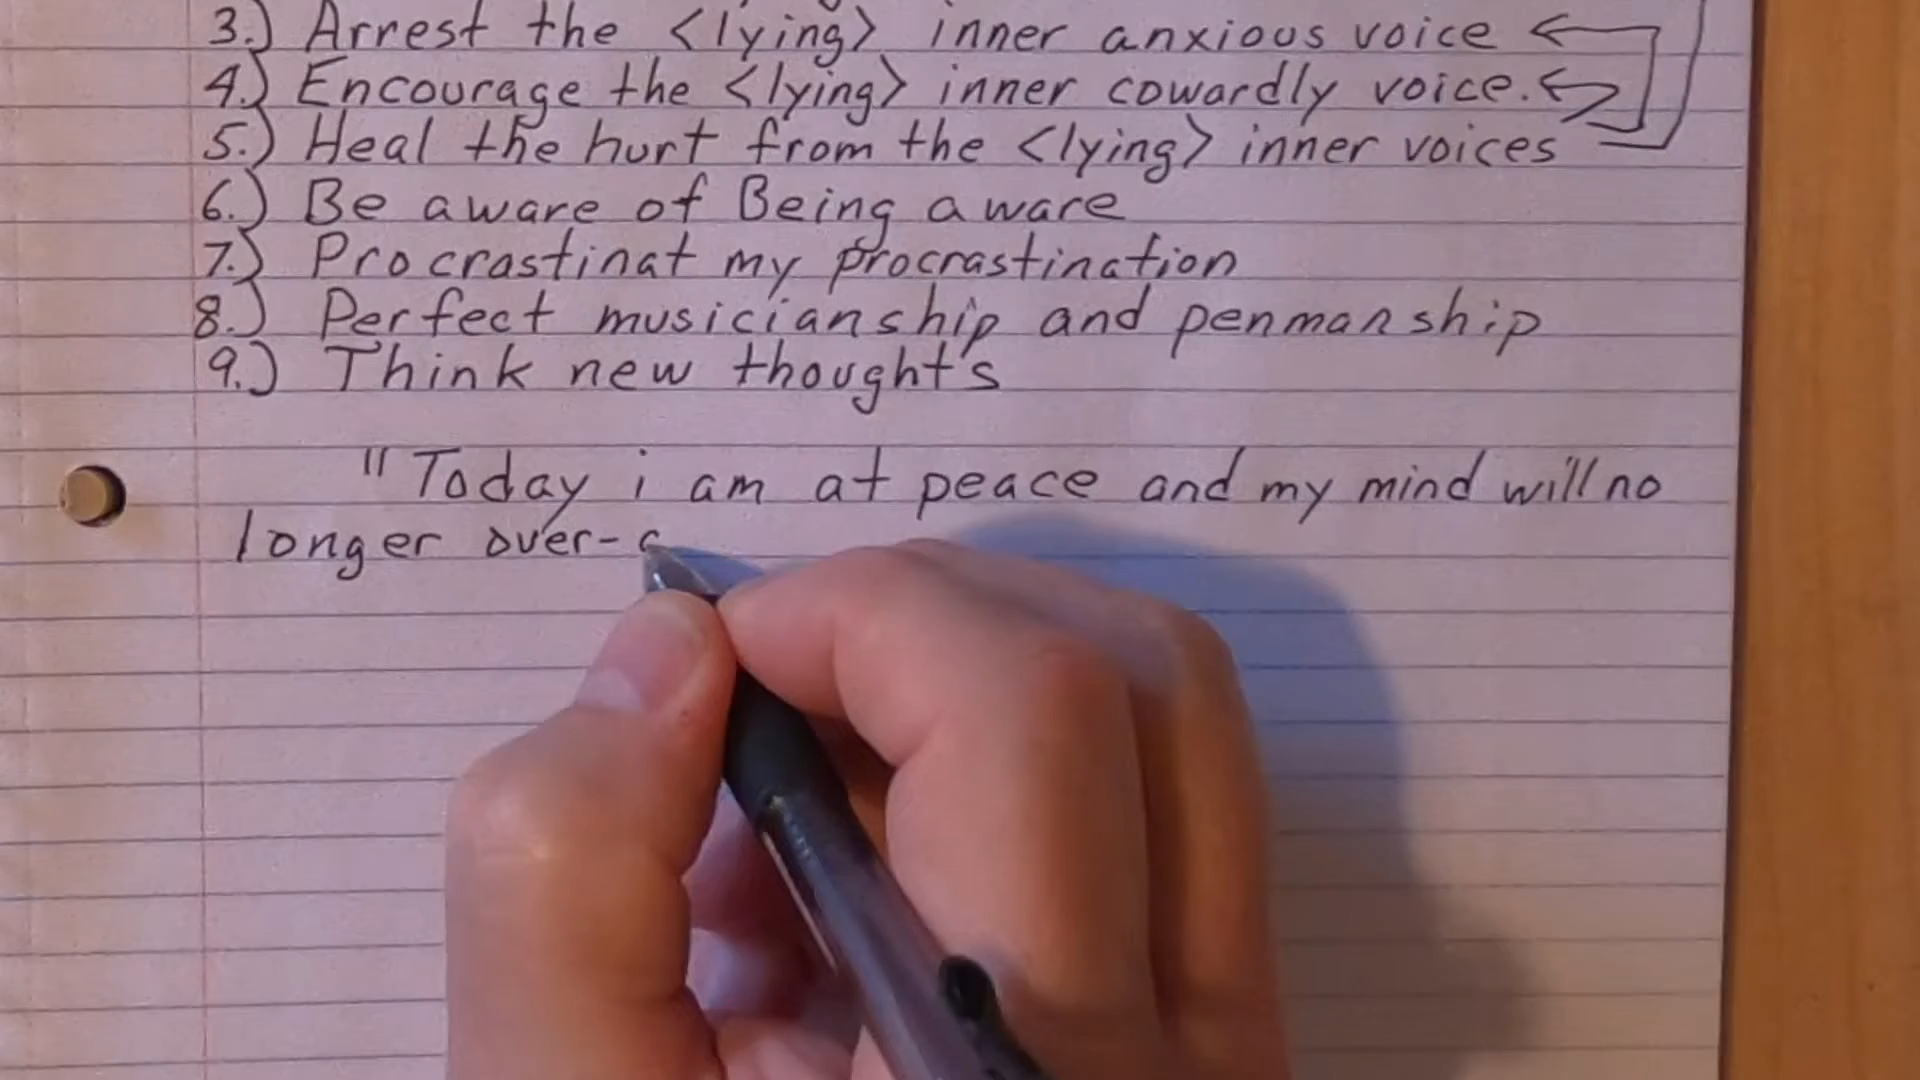 3.) Arrest the <lying> inner anxious voice
4.) Encourage the <lying> inner cowardly voice.
5.) Heal the hurt from the <lying> inner voices
6.) Be aware of Being aware
7.) Procrastinat my procrastination
8.) Perfect musicianship and penmanship
9.) Think new thought's
"Today i am at peace and my mind will no
longer over-